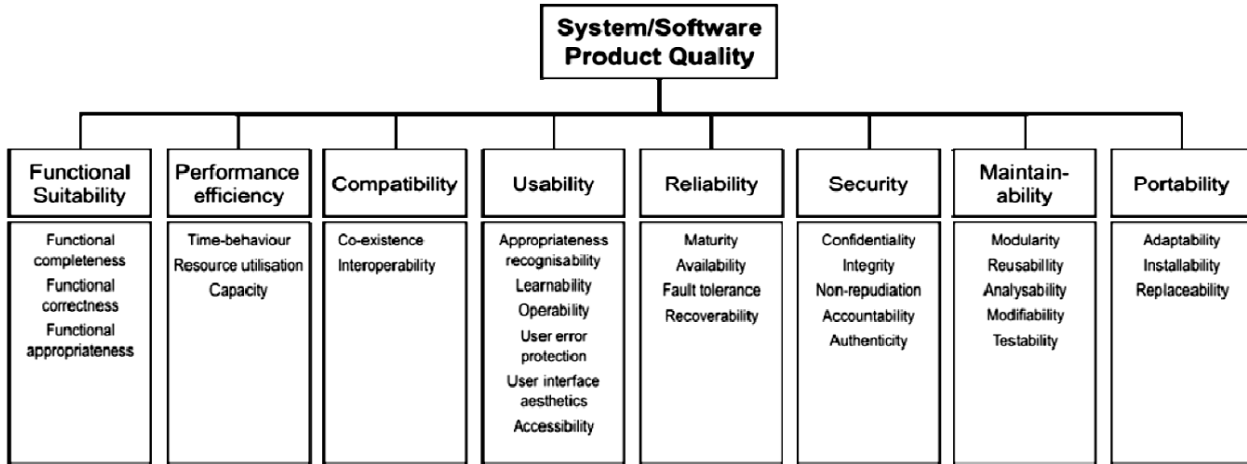 System/Software
Product Quality
Functional
Suitability
Performance
efficiency
Compatibility
Usability
Reliability
Security
Maintain-
ability
Portability
Functional
completeness
Functional
correctness
Functional
appropriateness
Time-behaviour
Resource utilisation
Capacity
Co-existence
Interoperability
Appropriateness
recognisability
Learnability
Operability
User error
protection
User interface
aesthetics
Accessibility
Maturity
Availability
Fault tolerance
Recoverability
Confidentiality
Integrity
Non-repudiation
Accountability
Authenticity
Modularity
Reusability
Analysability
Modifiability
Testability
Adaptability
Installability
Replaceability